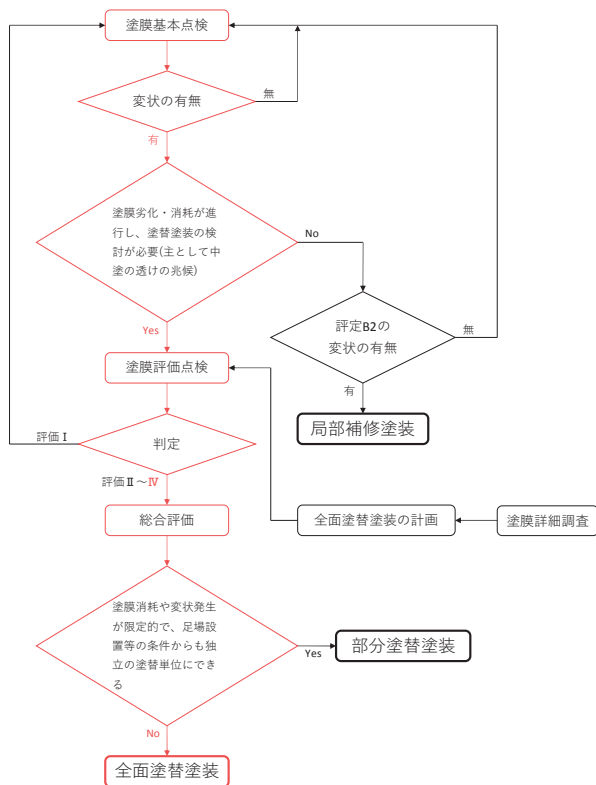 塗膜基本点検
変状の有無
無
有
塗膜劣化・消耗が進
行し、塗替塗装の検
討が必要(主として中
塗の透けの兆候)
No
Yes
評定B2の
変状の有無
無
有
塗膜評価点検
局部補修塗装
評価Ⅰ
判定
評価Ⅱ～Ⅳ
総合評価
全面塗替塗装の計画
塗膜詳細調査
塗膜消耗や変状発生
が限定的で、足場設
置等の条件からも独
立の塗替単位にでき
る
Yes
部分塗替塗装
No
全面塗替塗装